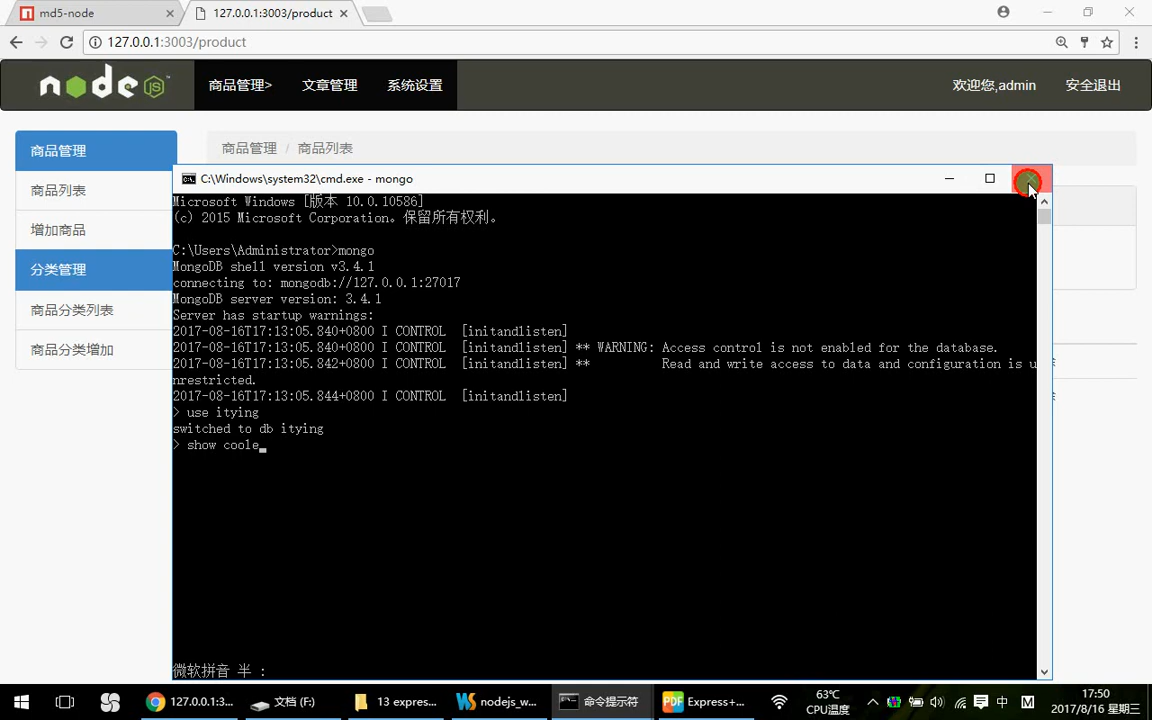 md5-node
127.0.0.1:3003/product
127.0.0.1:3003/product
node JS
商品管理>
文章管理
系统设置
欢迎您,admin
安全退出
商品管理
商品列表
增加商品
分类管理
商品分类列表
商品分类增加
商品管理 / 商品列表
C:\Windows\system32\cmd.exe - mongo
Microsoft Windows [版本 10.0.10586]
(c) 2015 Microsoft Corporation。保留所有权利。
C:\Users\Administrator>mongo
MongoDB shell version v3.4.1
connecting to: mongodb://127.0.0.1:27017
MongoDB server version: 3.4.1
Server has startup warnings:
2017-08-16T17:13:05.840+0800 I CONTROL  [initandlisten]
2017-08-16T17:13:05.840+0800 I CONTROL  [initandlisten] ** WARNING: Access control is not enabled for the database.
2017-08-16T17:13:05.842+0800 I CONTROL  [initandlisten] **          Read and write access to data and configuration is u
nrestricted.
2017-08-16T17:13:05.844+0800 I CONTROL  [initandlisten]
> use itying
switched to db itying
> show coole_
微软拼音 半 :
127.0.0.1:3...
文档 (F:)
13 expres...
nodejs_w...
命令提示符
Express+...
63℃
CPU温度
中
M
17:50
2017/8/16 星期三